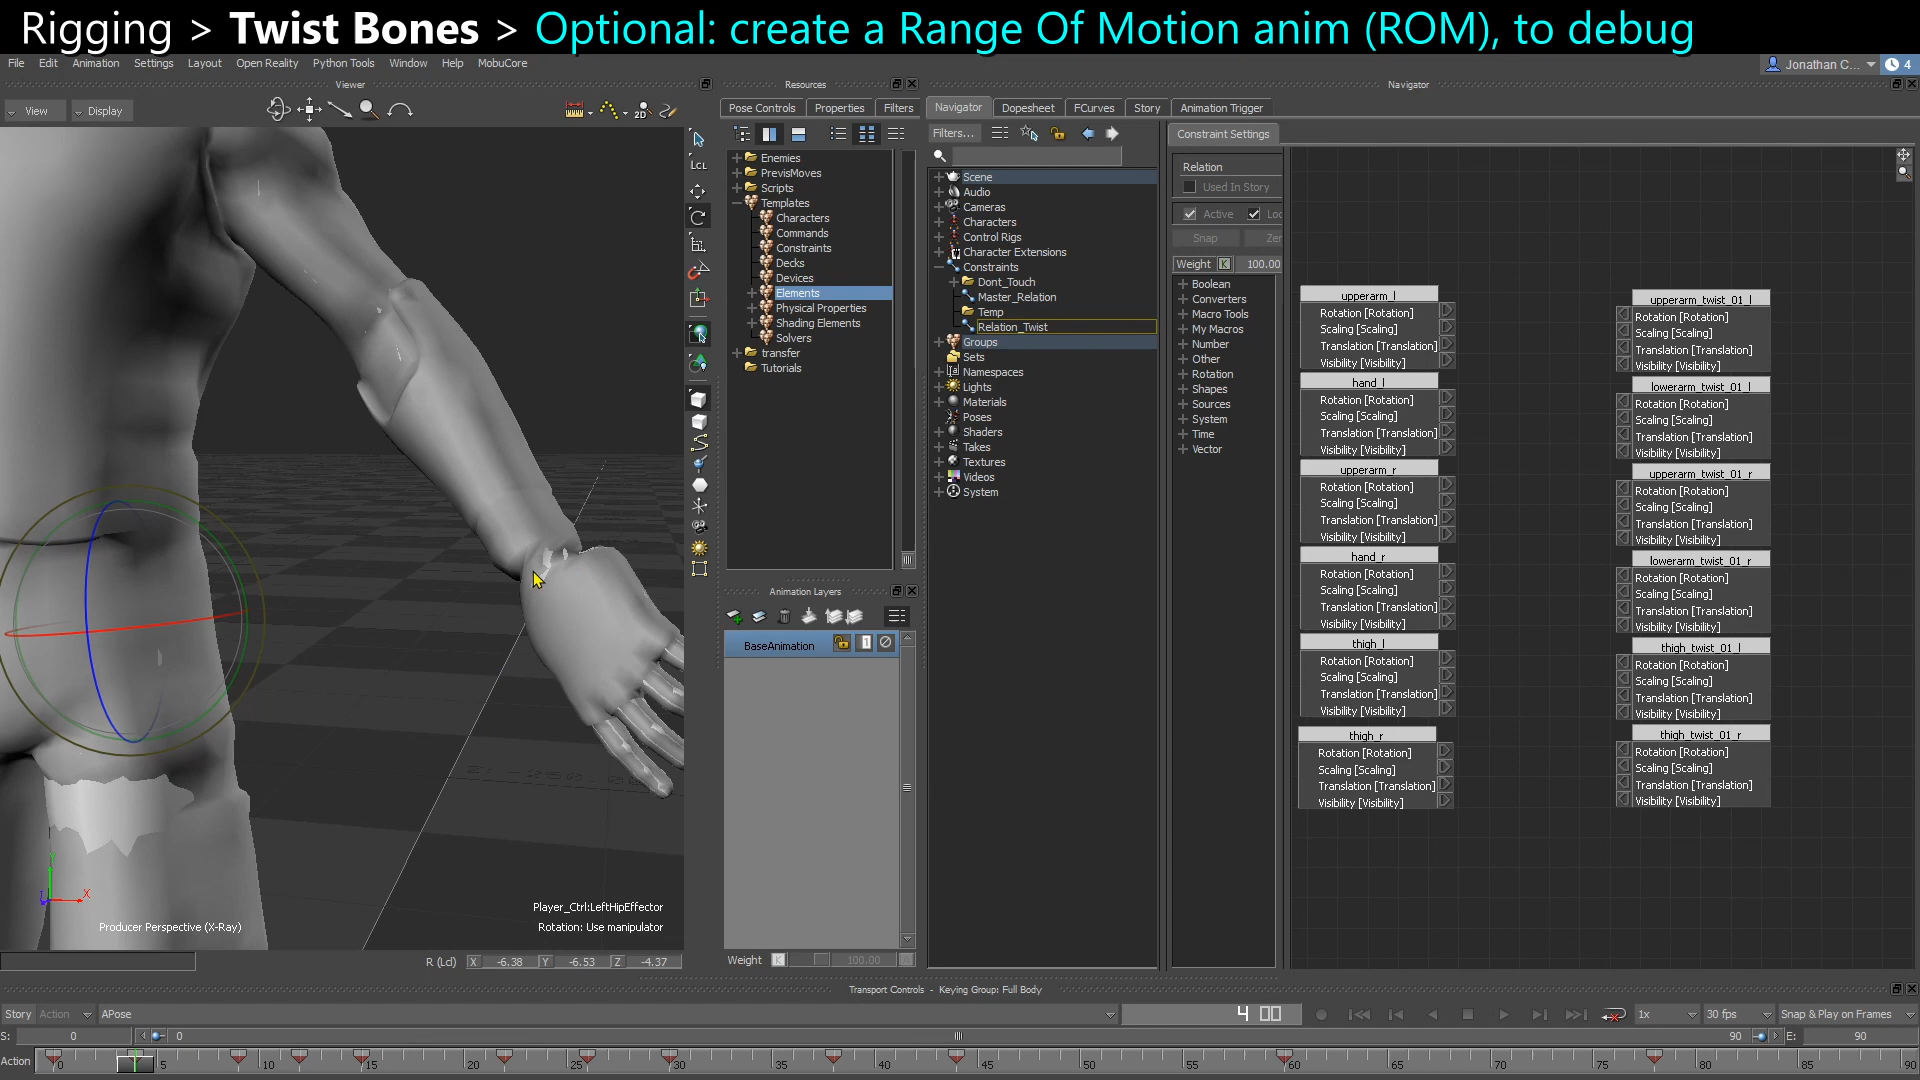 Rigging > Twist Bones > Optional: create a Range Of Motion anim (ROM), to debug
File Edit Animation Settings Layout Open Reality Python Tools Window Help MobuCore
Jonathan C... 4
Viewer
Resources
Navigator
View Display
2D
Pose Controls Properties Filters
Navigator Dopesheet FCurves Story Animation Trigger
LCL
Enemies
PrevisMoves
Scripts
Templates
Characters
Commands
Constraints
Decks
Devices
Elements
Physical Properties
Shading Elements
Solvers
transfer
Tutorials
Filters...
Scene
Audio
Cameras
Characters
Control Rigs
Character Extensions
Constraints
Dont_Touch
Master_Relation
Temp
Relation_Twist
Groups
Sets
Namespaces
Lights
Materials
Poses
Shaders
Takes
Textures
Videos
System
Constraint Settings
Relation
Used In Story
Active Loc
Snap Zer
Weight K 100.00
Boolean
Converters
Macro Tools
My Macros
Number
Other
Rotation
Shapes
Sources
System
Time
Vector
upperarm_l
Rotation [Rotation]
Scaling [Scaling]
Translation [Translation]
Visibility [Visibility]
hand_l
Rotation [Rotation]
Scaling [Scaling]
Translation [Translation]
Visibility [Visibility]
upperarm_r
Rotation [Rotation]
Scaling [Scaling]
Translation [Translation]
Visibility [Visibility]
hand_r
Rotation [Rotation]
Scaling [Scaling]
Translation [Translation]
Visibility [Visibility]
thigh_l
Rotation [Rotation]
Scaling [Scaling]
Translation [Translation]
Visibility [Visibility]
thigh_r
Rotation [Rotation]
Scaling [Scaling]
Translation [Translation]
Visibility [Visibility]
upperarm_twist_01_l
Rotation [Rotation]
Scaling [Scaling]
Translation [Translation]
Visibility [Visibility]
lowerarm_twist_01_l
Rotation [Rotation]
Scaling [Scaling]
Translation [Translation]
Visibility [Visibility]
upperarm_twist_01_r
Rotation [Rotation]
Scaling [Scaling]
Translation [Translation]
Visibility [Visibility]
lowerarm_twist_01_r
Rotation [Rotation]
Scaling [Scaling]
Translation [Translation]
Visibility [Visibility]
thigh_twist_01_l
Rotation [Rotation]
Scaling [Scaling]
Translation [Translation]
Visibility [Visibility]
thigh_twist_01_r
Rotation [Rotation]
Scaling [Scaling]
Translation [Translation]
Visibility [Visibility]
Animation Layers
BaseAnimation 1
Weight K 100.00
Y
X
Player_Ctrl:LeftHipEffector
Producer Perspective (X-Ray)
Rotation: Use manipulator
R (Lcl) X -6.38 Y -6.53 Z -4.37
Transport Controls - Keying Group: Full Body
Story Action APose
4 00
1x 30 fps Snap & Play on Frames
S: 0 0 90 E: 90
Action 0 5 10 15 20 25 30 35 40 45 50 55 60 65 70 75 80 85 90